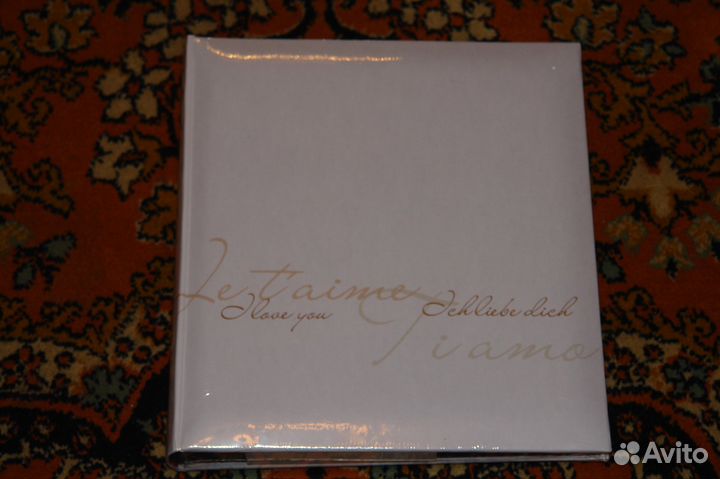 Je t'aime
I love you
Ich liebe dich
Ti amo
Avito